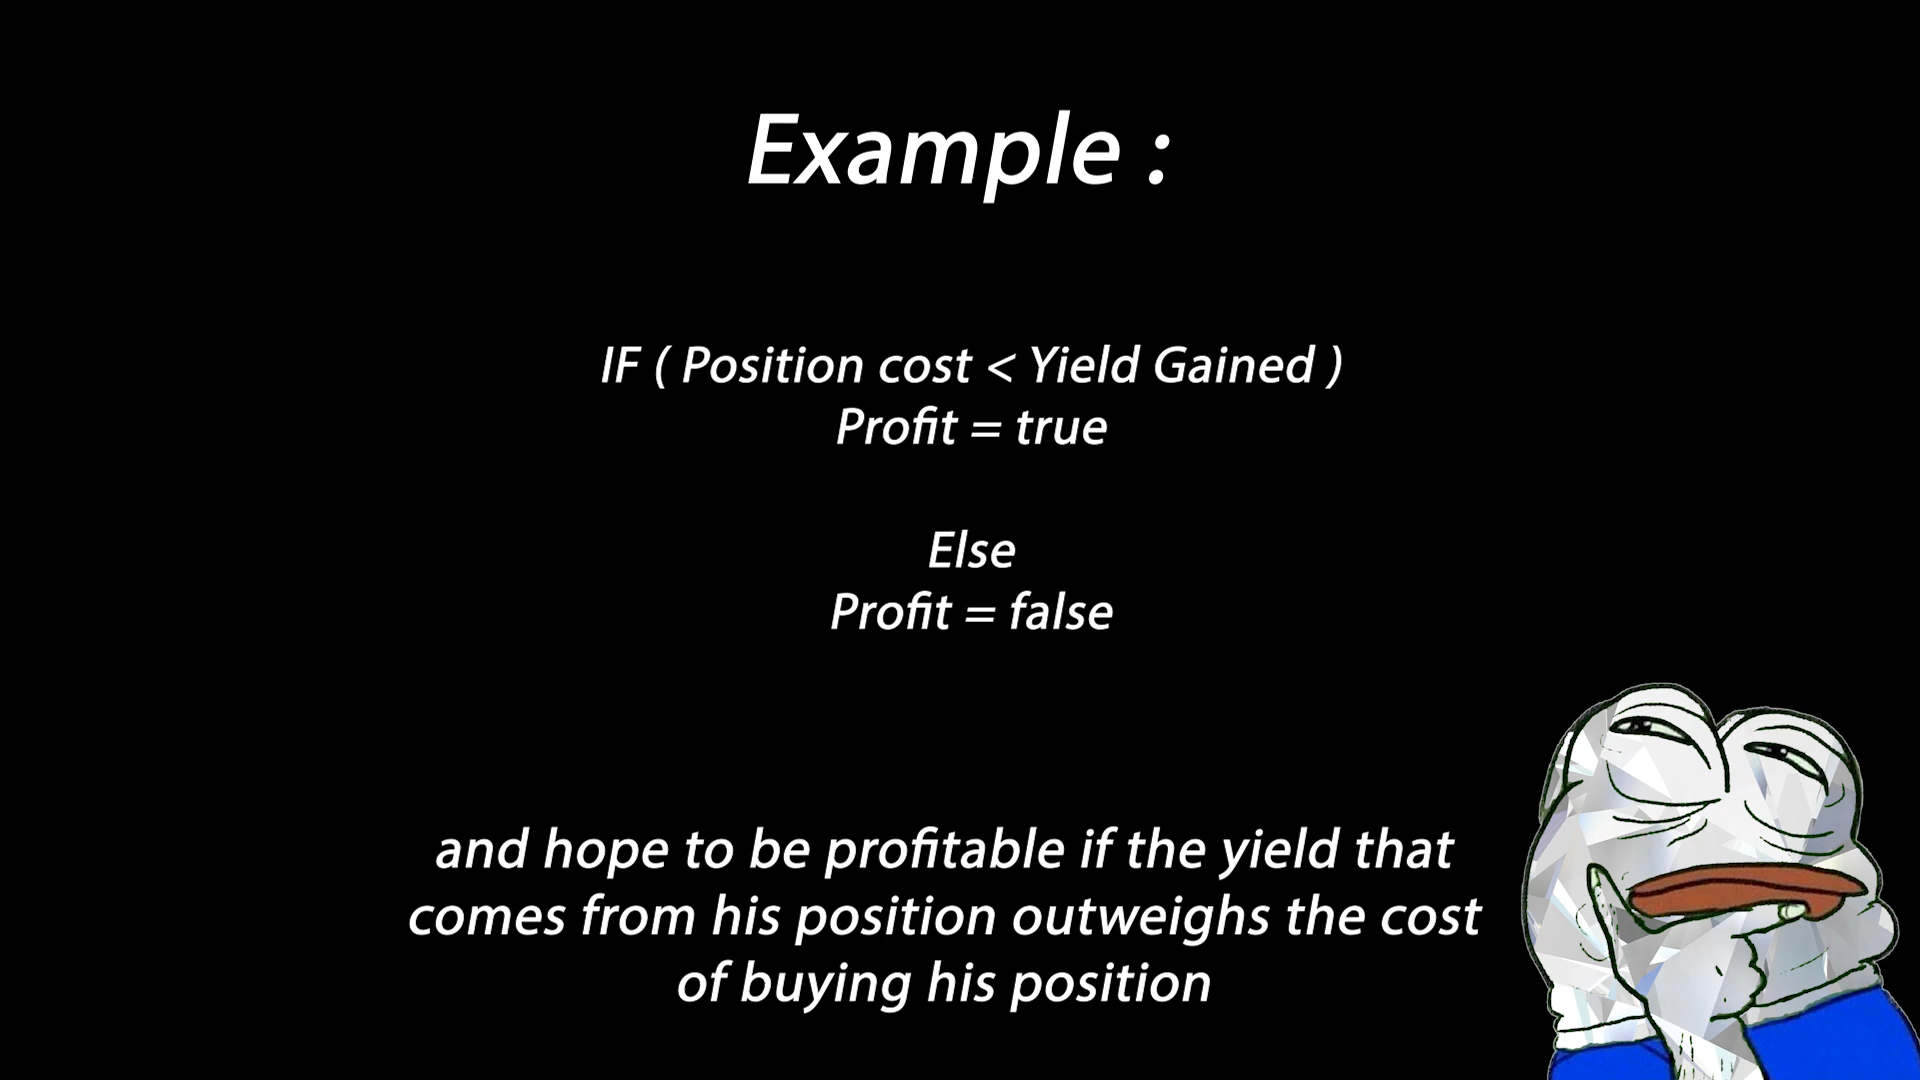 Example :
IF ( Position cost < Yield Gained )
Profit = true
Else
Profit = false
and hope to be profitable if the yield that
comes from his position outweighs the cost
of buying his position